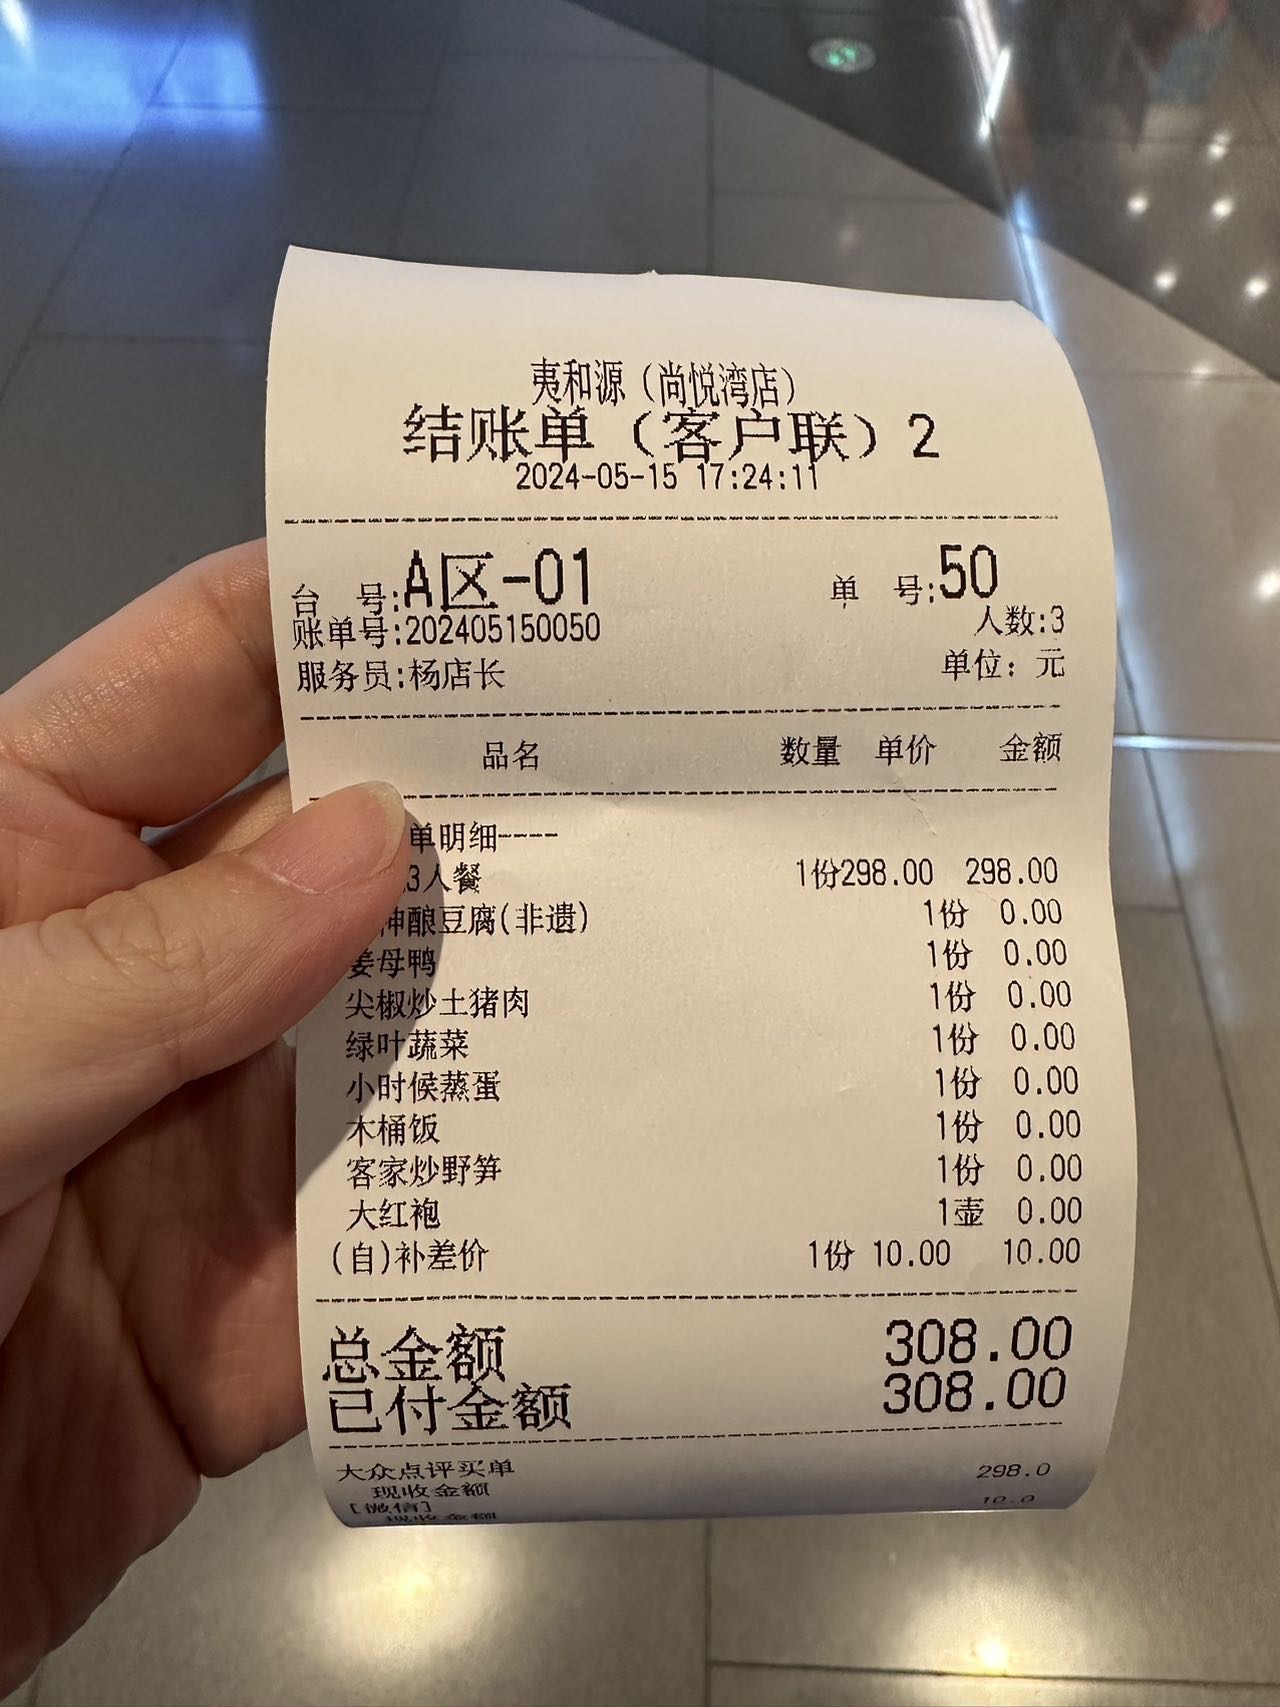 夷和源（尚悦湾店）
结账单（客户联）2
2024-05-15 17:24:11
台 号:A区-01 单 号:50
账单号:202405150050 人数:3
服务员:杨店长 单位：元
品名 数量 单价 金额
单明细----
3人餐 1份298.00 298.00
神酿豆腐(非遗) 1份 0.00
姜母鸭 1份 0.00
尖椒炒土猪肉 1份 0.00
绿叶蔬菜 1份 0.00
小时候蒸蛋 1份 0.00
木桶饭 1份 0.00
客家炒野笋 1份 0.00
大红袍 1壶 0.00
(自)补差价 1份 10.00 10.00
总金额 308.00
已付金额 308.00
大众点评买单
现收金额 298.0
[微信]
现收金额 10.0